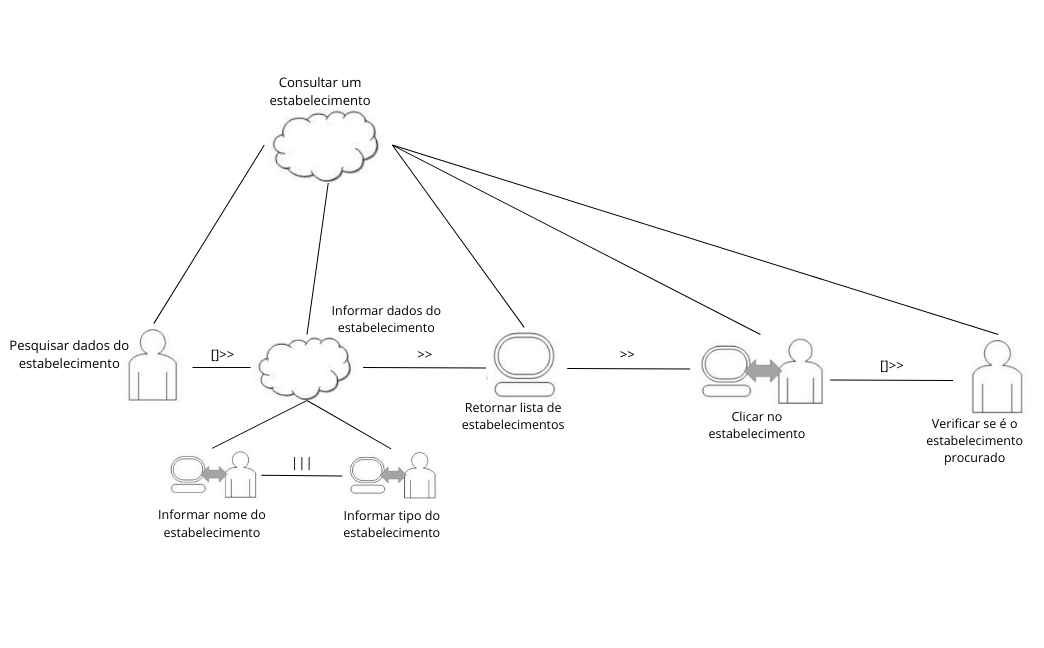 Consultar um
estabelecimento
Informar dados do
estabelecimento
Pesquisar dados do
estabelecimento
[]>>
>>
>>
[]>>
Retornar lista de
estabelecimentos
Clicar no
estabelecimento
Verificar se é o
estabelecimento
procurado
|||
Informar nome do
estabelecimento
Informar tipo do
estabelecimento